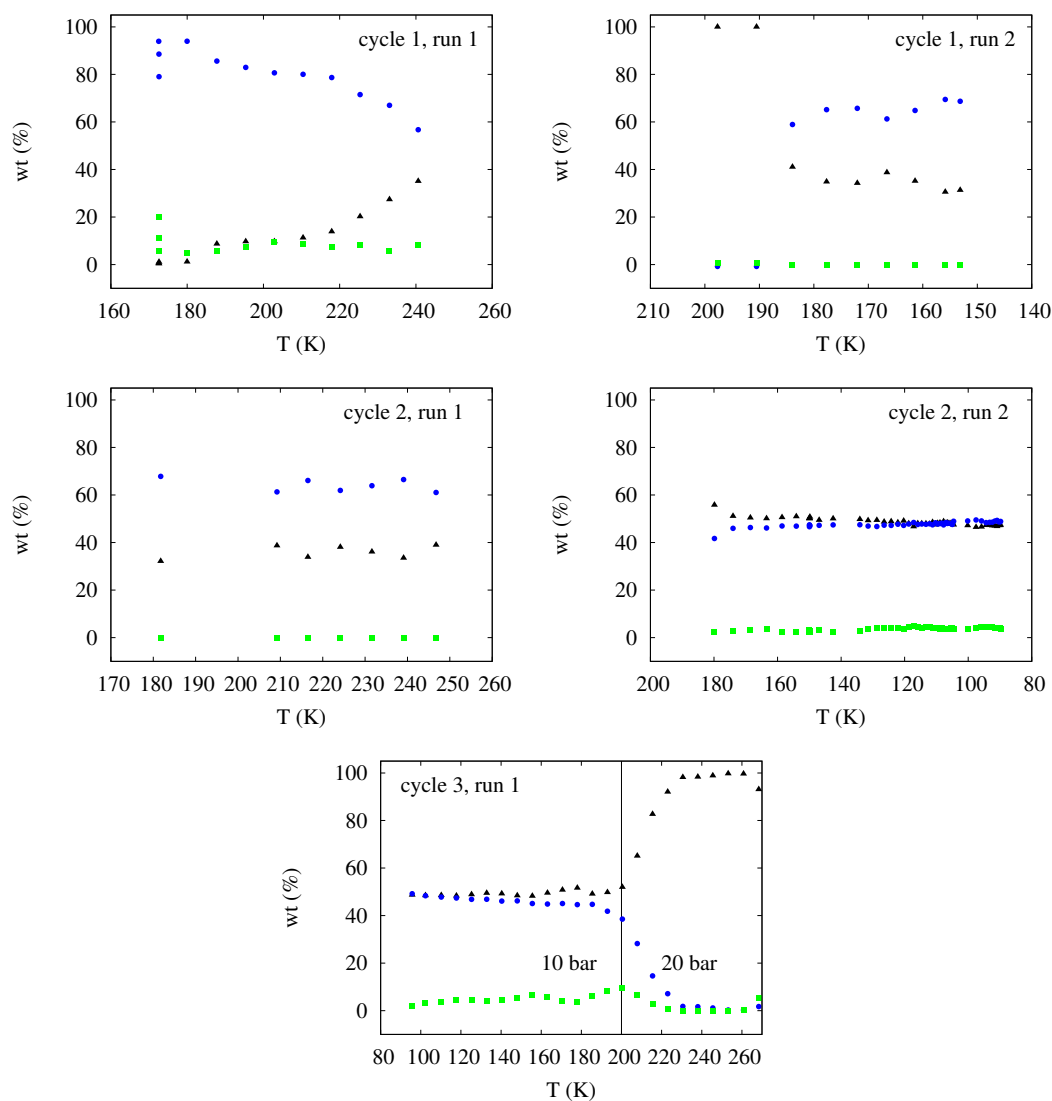 cycle 1, run 1
wt (%)
100
80
60
40
20
0
160 180 200 220 240 260
T (K)
cycle 1, run 2
wt (%)
100
80
60
40
20
0
210 200 190 180 170 160 150 140
T (K)
cycle 2, run 1
wt (%)
100
80
60
40
20
0
170 180 190 200 210 220 230 240 250 260
T (K)
cycle 2, run 2
wt (%)
100
80
60
40
20
0
200 180 160 140 120 100 80
T (K)
cycle 3, run 1
wt (%)
100
80
60
40
20
0
10 bar 20 bar
80 100 120 140 160 180 200 220 240 260
T (K)